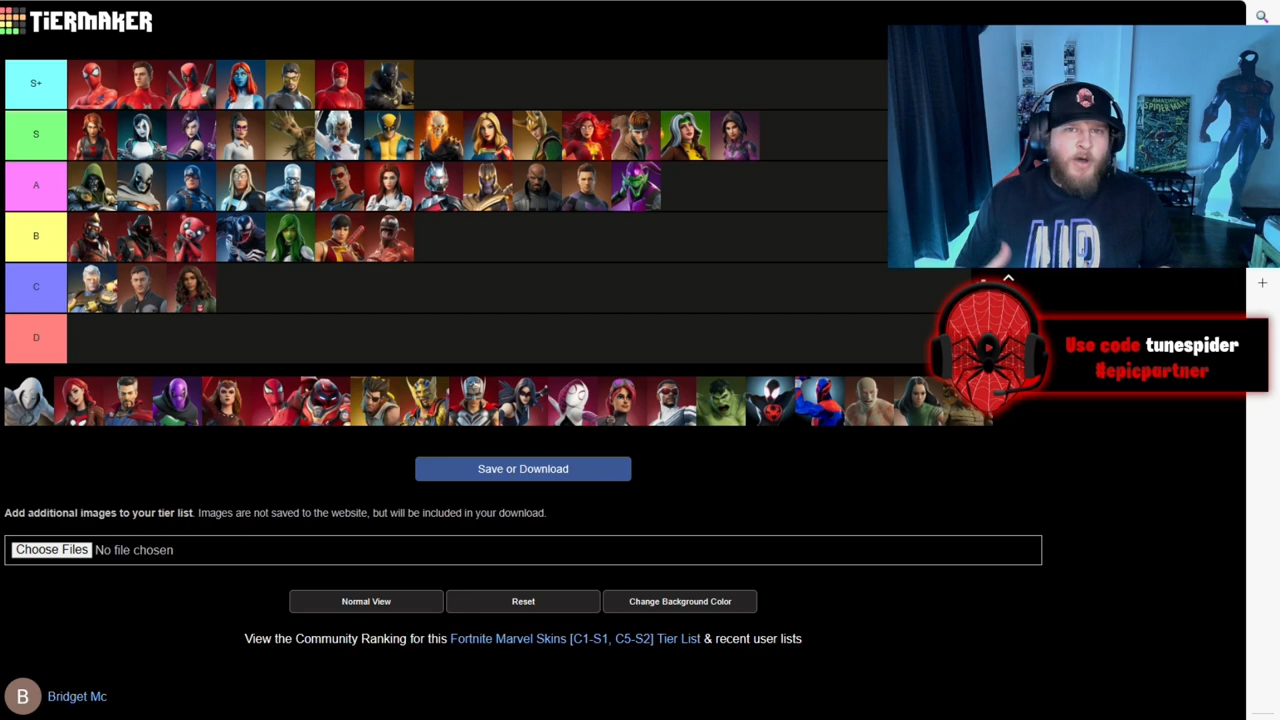 TiERMAKER
S+
S
A
B
C
D
AMAZING
SPIDER-MAN
Use code tunespider
#epicpartner
Save or Download
Add additional images to your tier list. Images are not saved to the website, but will be included in your download.
Choose Files No file chosen
Normal View
Reset
Change Background Color
View the Community Ranking for this Fortnite Marvel Skins [C1-S1, C5-S2] Tier List & recent user lists
B
Bridget Mc